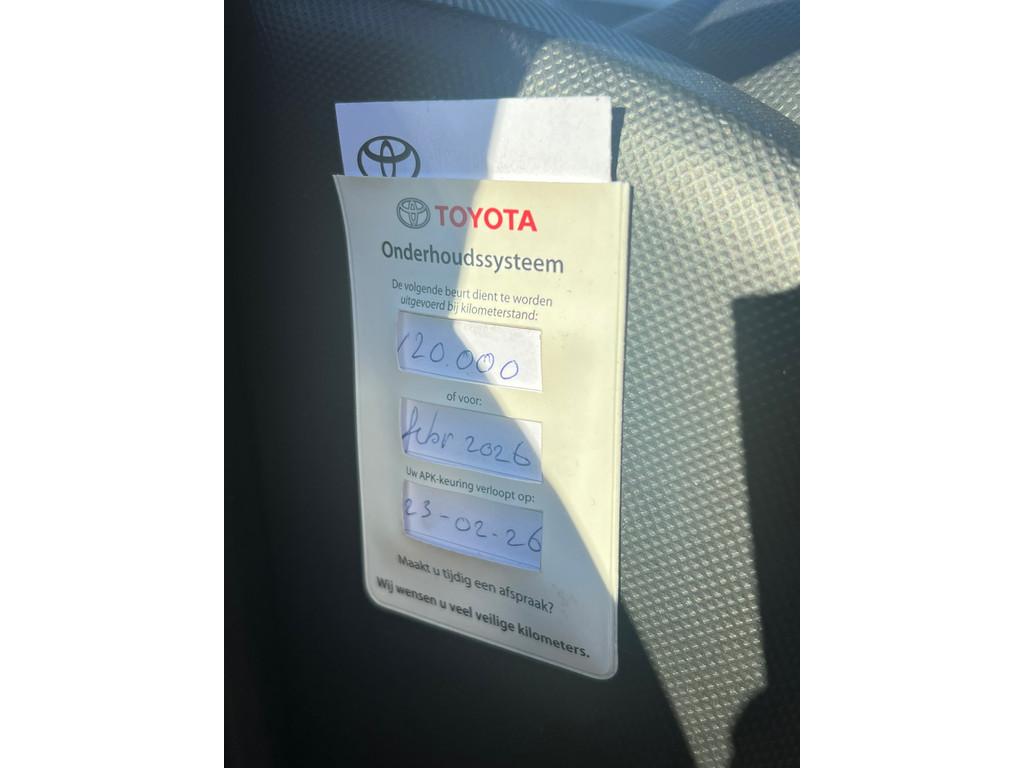 TOYOTA
Onderhoudssysteem
De volgende beurt dient te worden
uitgevoerd bij kilometerstand:
120.000
of voor:
febr 2026
Uw APK-keuring verloopt op:
23-02-26
Maakt u tijdig een afspraak?
Wij wensen u veel veilige kilometers.